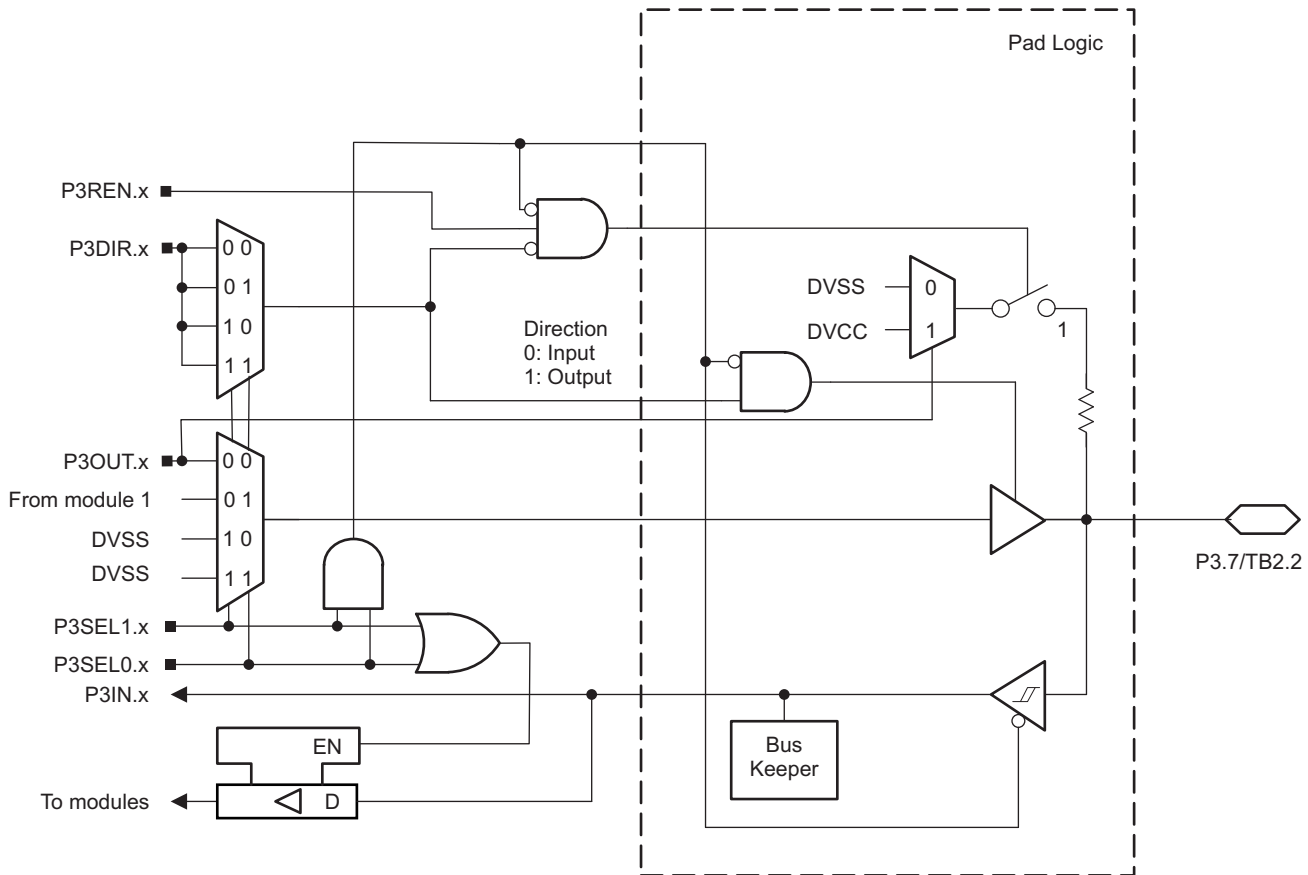 Pad Logic
P3REN.x
P3DIR.x
0 0
0 1
1 0
1 1
Direction
0: Input
1: Output
DVSS
0
DVCC
1
1
P3OUT.x
0 0
From module 1
0 1
DVSS
1 0
DVSS
1 1
P3.7/TB2.2
P3SEL1.x
P3SEL0.x
P3IN.x
EN
Bus
Keeper
To modules
D